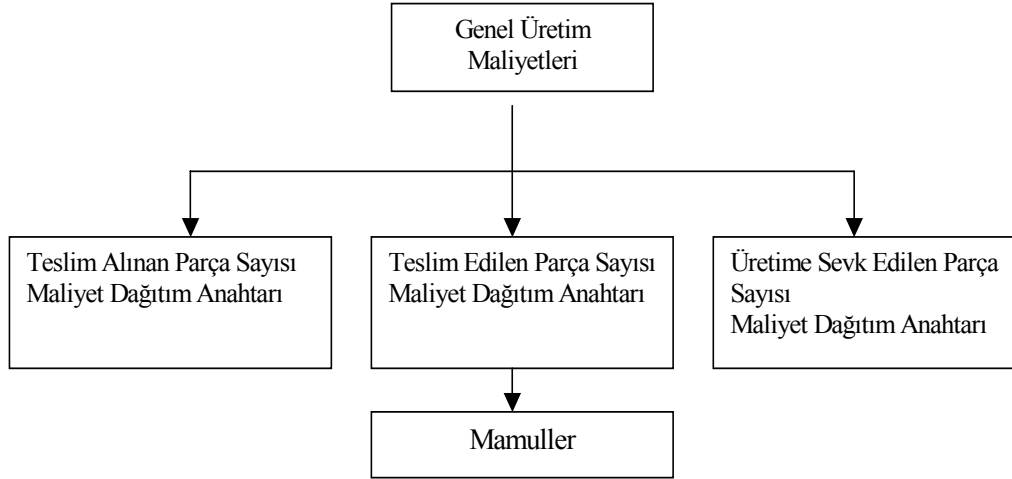 Genel Üretim
Maliyetleri
Teslim Alınan Parça Sayısı
Maliyet Dağıtım Anahtarı
Teslim Edilen Parça Sayısı
Maliyet Dağıtım Anahtarı
Üretime Sevk Edilen Parça
Sayısı
Maliyet Dağıtım Anahtarı
Mamuller